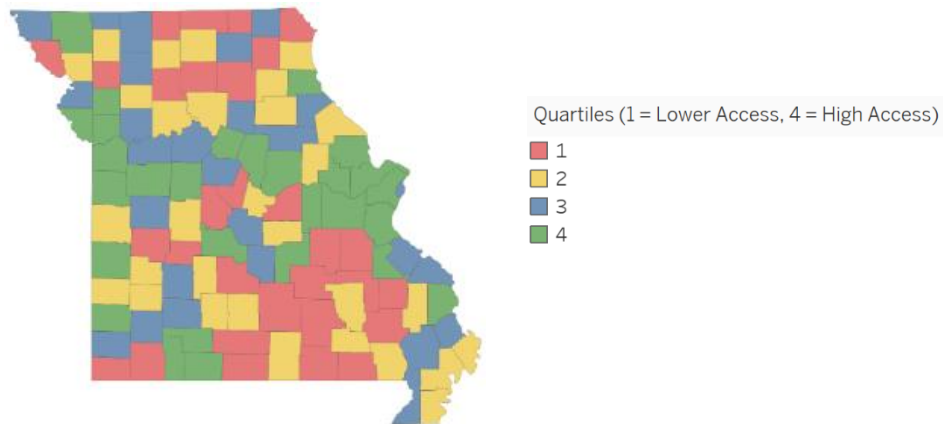 Quartiles (1 = Lower Access, 4 = High Access)
1
2
3
4